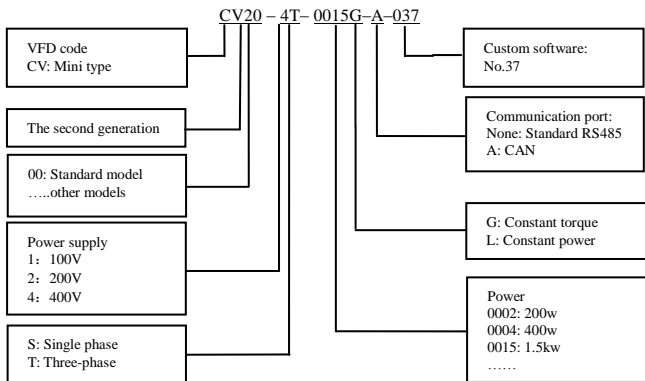 CV20－4T－0015G–A–037
VFD code
CV: Mini type
The second generation
00: Standard model
…..other models
Power supply
1：100V
2：200V
4：400V
S: Single phase
T: Three-phase
Custom software:
No.37
Communication port:
None: Standard RS485
A: CAN
G: Constant torque
L: Constant power
Power
0002: 200w
0004: 400w
0015: 1.5kw
……